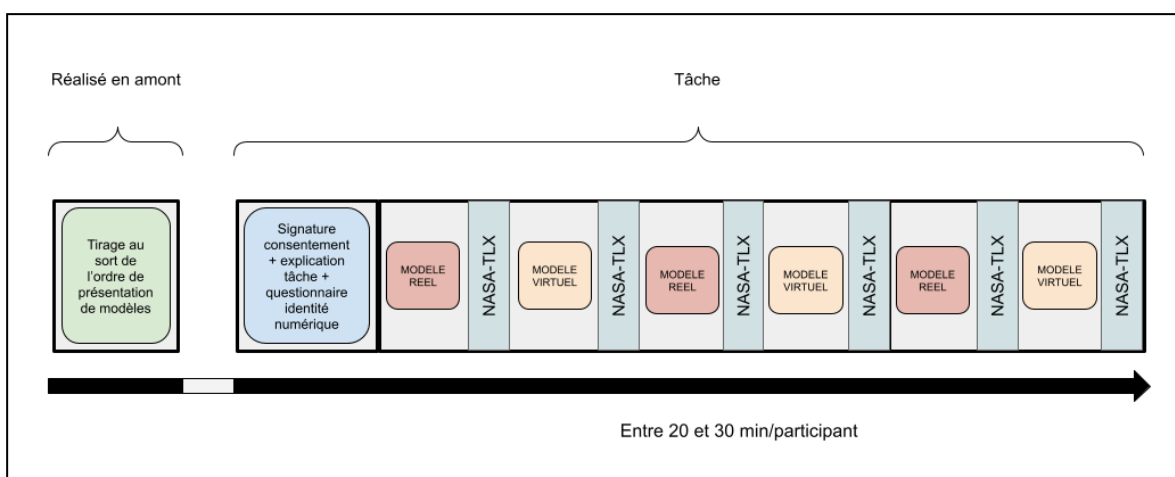 Réalisé en amont
Tâche
Tirage au
sort de
l'ordre de
présentation
de modèles
Signature
consentement
+ explication
tâche +
questionnaire
identité
numérique
MODELE
REEL
NASA-TLX
MODELE
VIRTUEL
NASA-TLX
MODELE
REEL
NASA-TLX
MODELE
VIRTUEL
NASA-TLX
MODELE
REEL
NASA-TLX
MODELE
VIRTUEL
NASA-TLX
Entre 20 et 30 min/participant